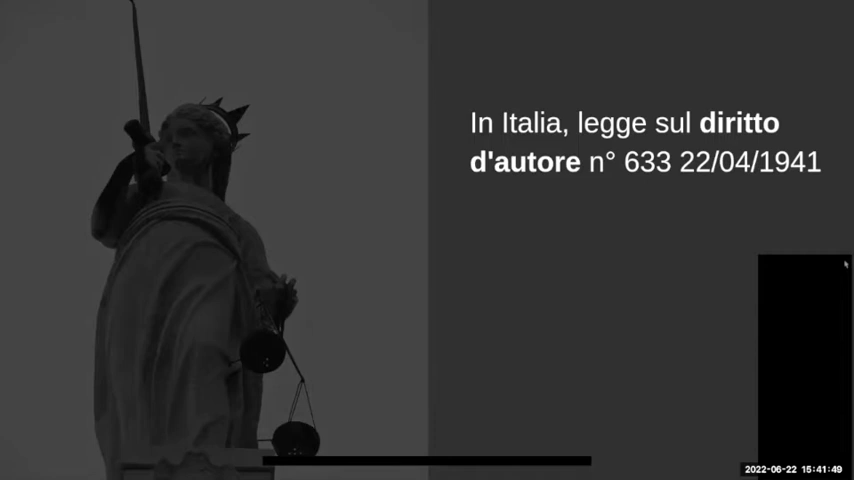 In Italia, legge sul diritto
d'autore n° 633 22/04/1941
2022-06-22 15:41:49